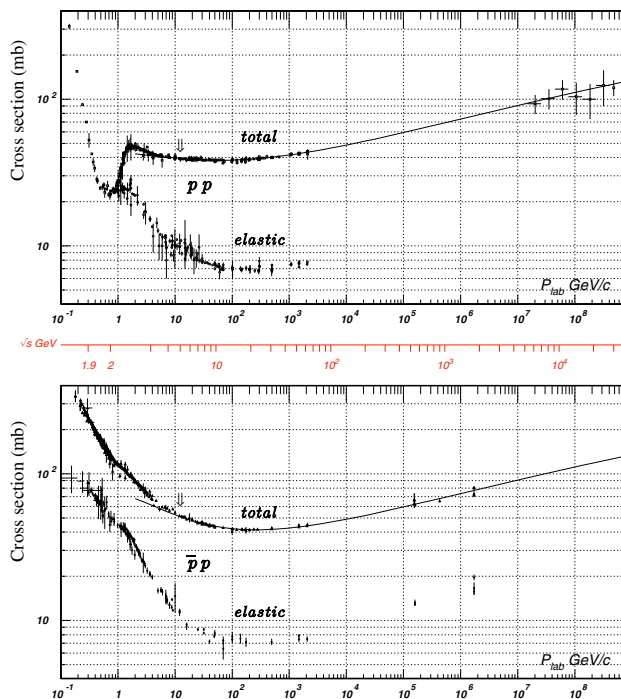 Cross section (mb)
10²
10
total
⇓
p p
elastic
P_lab GeV/c
10⁻¹ 1 10 10² 10³ 10⁴ 10⁵ 10⁶ 10⁷ 10⁸
√s GeV
1.9 2 10 10² 10³ 10⁴
Cross section (mb)
10²
10
⇓
total
p̅ p
elastic
P_lab GeV/c
10⁻¹ 1 10 10² 10³ 10⁴ 10⁵ 10⁶ 10⁷ 10⁸